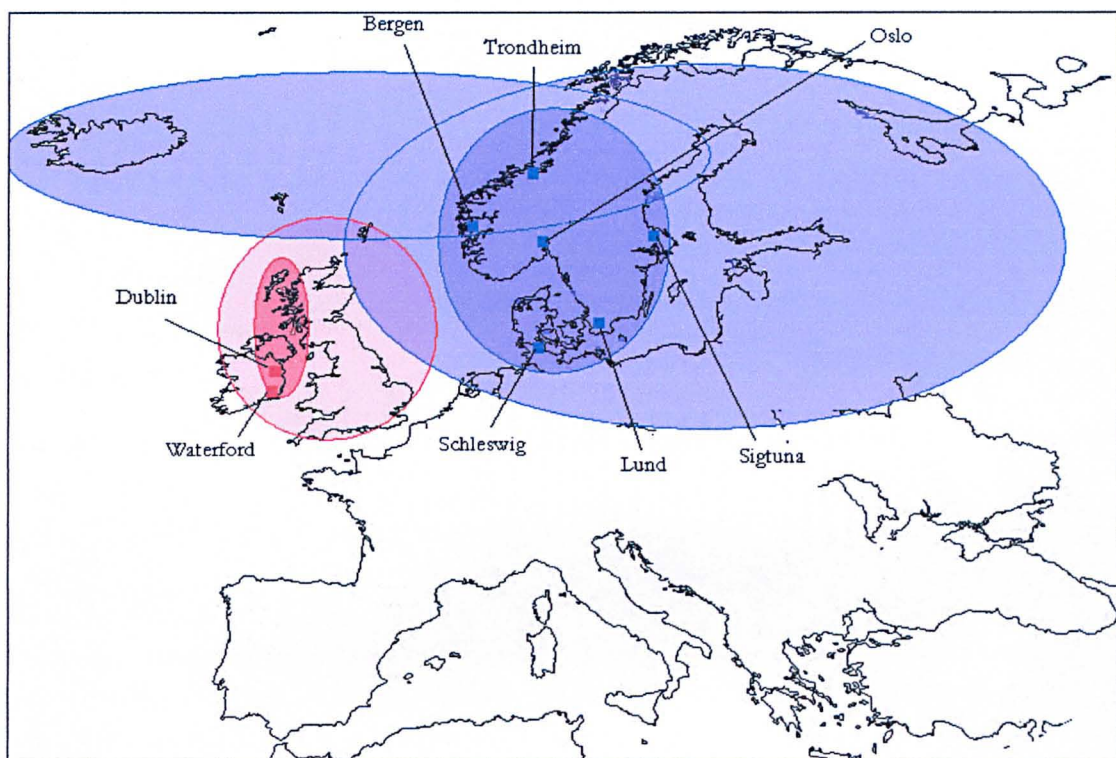 Bergen
Trondheim
Oslo
Dublin
Waterford
Schleswig
Lund
Sigtuna